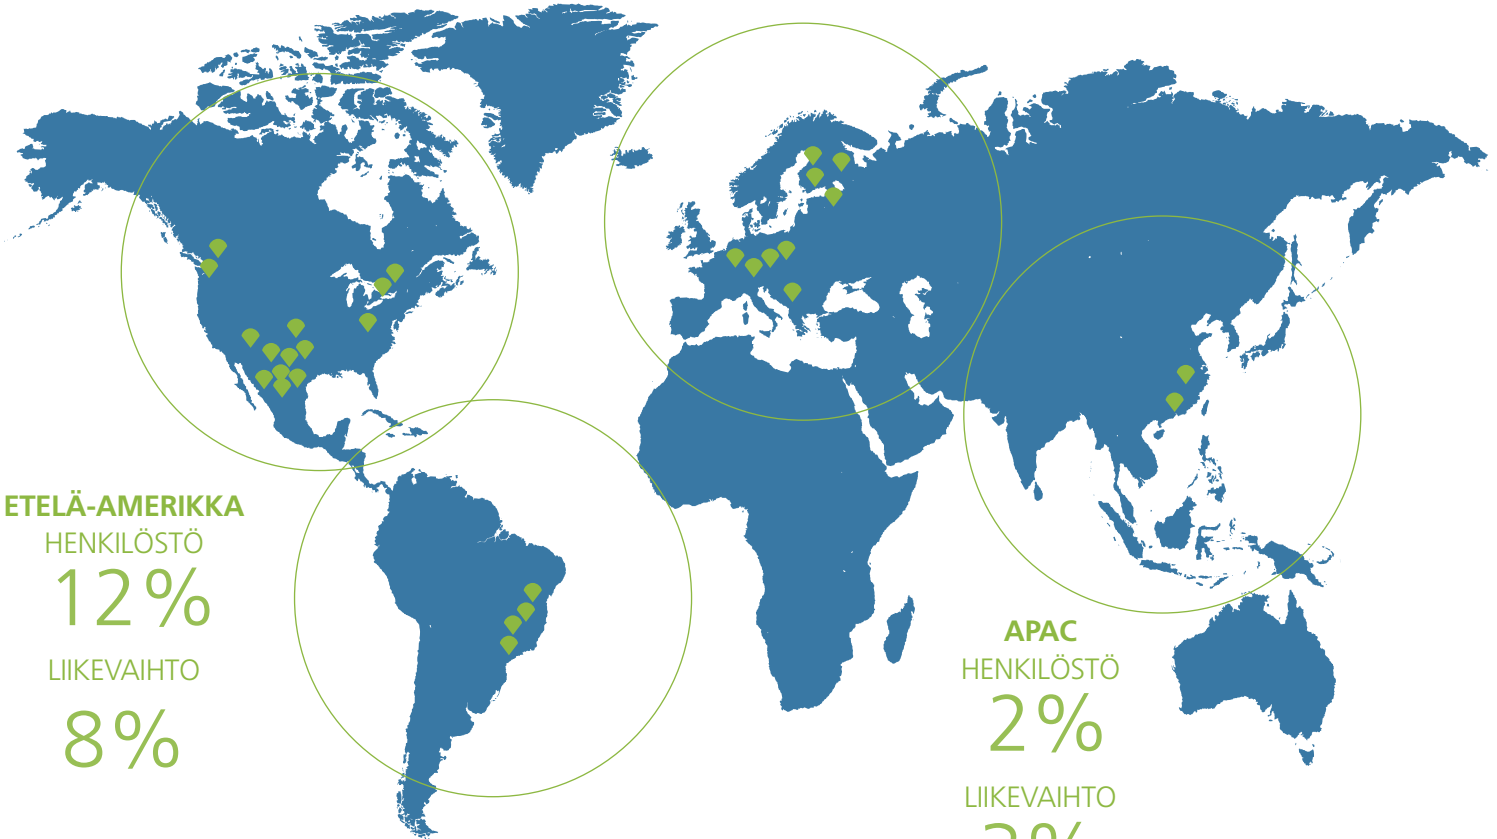 ETELÄ-AMERIKKA
HENKILÖSTÖ
12%
LIIKEVAIHTO
8%
APAC
HENKILÖSTÖ
2%
LIIKEVAIHTO